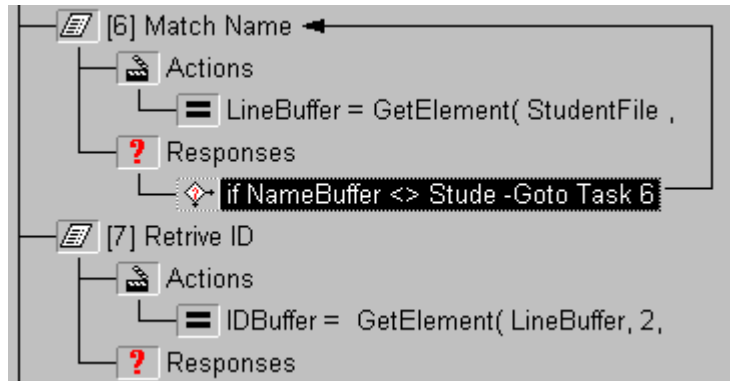 [6] Match Name
Actions
LineBuffer = GetElement( StudentFile ,
? Responses
if NameBuffer <> Stude -Goto Task 6
[7] Retrive ID
Actions
IDBuffer = GetElement( LineBuffer, 2,
? Responses